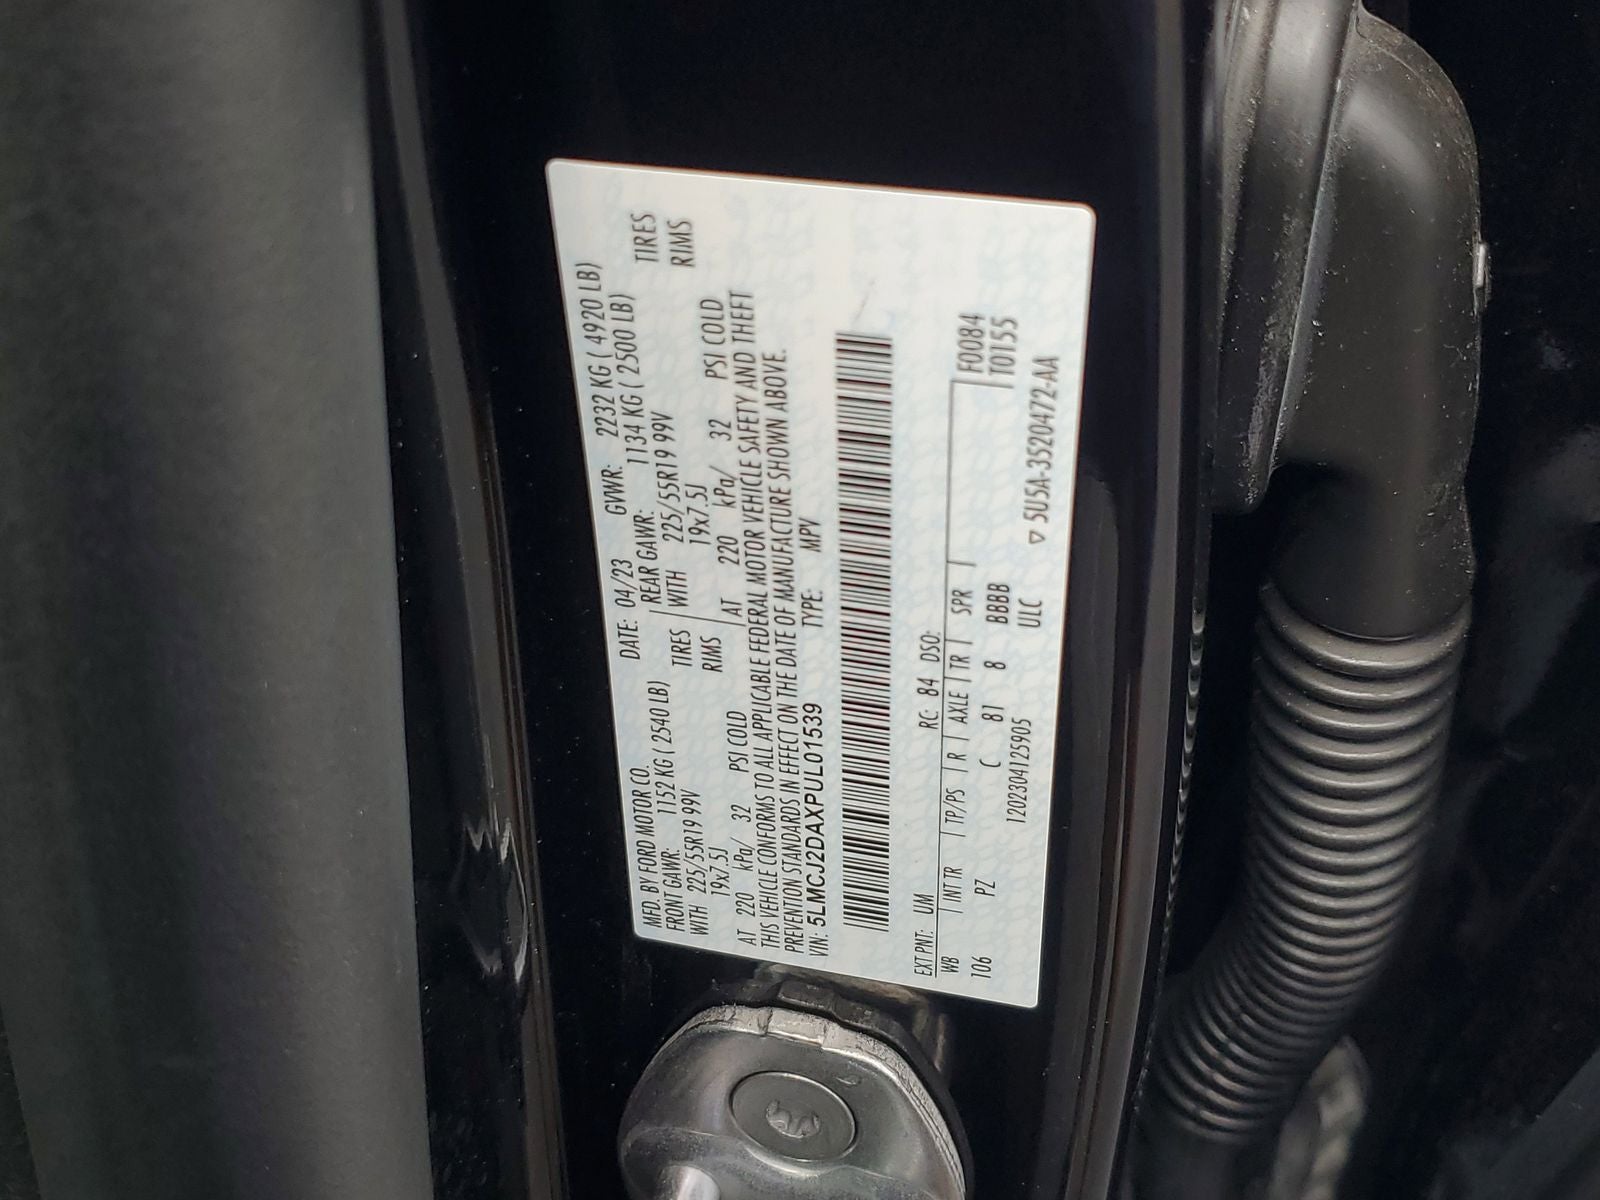 MFD. BY FORD MOTOR CO. DATE: 04/23 GVWR: 2232 KG ( 4920 LB)
FRONT GAWR: 1152 KG ( 2540 LB) REAR GAWR: 1134 KG ( 2500 LB)
WITH 225/55R19 99V TIRES WITH 225/55R19 99V TIRES
19x7.5J RIMS 19x7.5J RIMS
AT 220 kPa/ 32 PSI COLD AT 220 kPa/ 32 PSI COLD
THIS VEHICLE CONFORMS TO ALL APPLICABLE FEDERAL MOTOR VEHICLE SAFETY AND THEFT
PREVENTION STANDARDS IN EFFECT ON THE DATE OF MANUFACTURE SHOWN ABOVE.
VIN: 5LMCJ2DAXPUL01539 TYPE: MPV
EXT PNT: UM RC: 84 DSO:
WB INT TR TP/PS R AXLE TR SPR F0084
106 PZ C 81 8 BBBB T0155
1202304125905 ULC
▽ 5U5A-3520472-AA